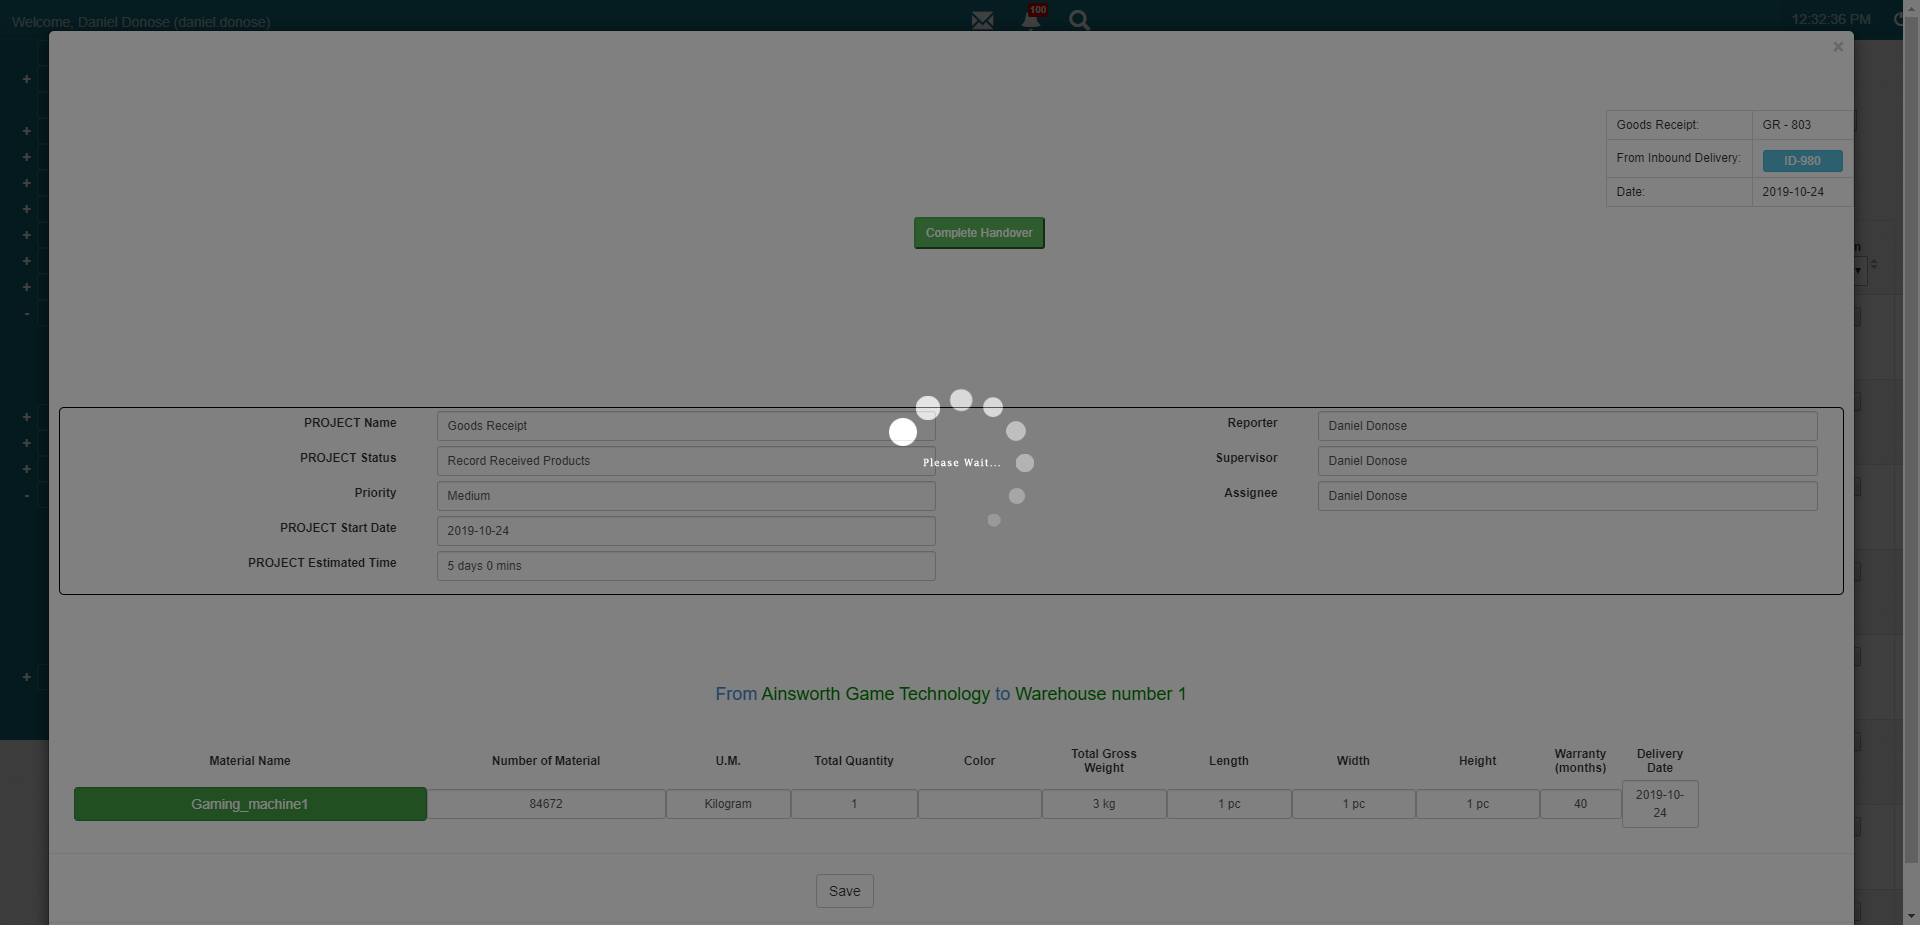 Welcome, Daniel Donose (daniel.donose)
100
12:32:36 PM
×
Goods Receipt: GR - 803
From Inbound Delivery: ID-980
Date: 2019-10-24
Complete Handover
PROJECT Name Goods Receipt Reporter Daniel Donose
PROJECT Status Record Received Products Supervisor Daniel Donose
Please Wait...
Priority Medium Assignee Daniel Donose
PROJECT Start Date 2019-10-24
PROJECT Estimated Time 5 days 0 mins
From Ainsworth Game Technology to Warehouse number 1
Material Name Number of Material U.M. Total Quantity Color Total Gross Weight Length Width Height Warranty (months) Delivery Date
Gaming_machine1 84672 Kilogram 1 3 kg 1 pc 1 pc 1 pc 40 2019-10-24
Save